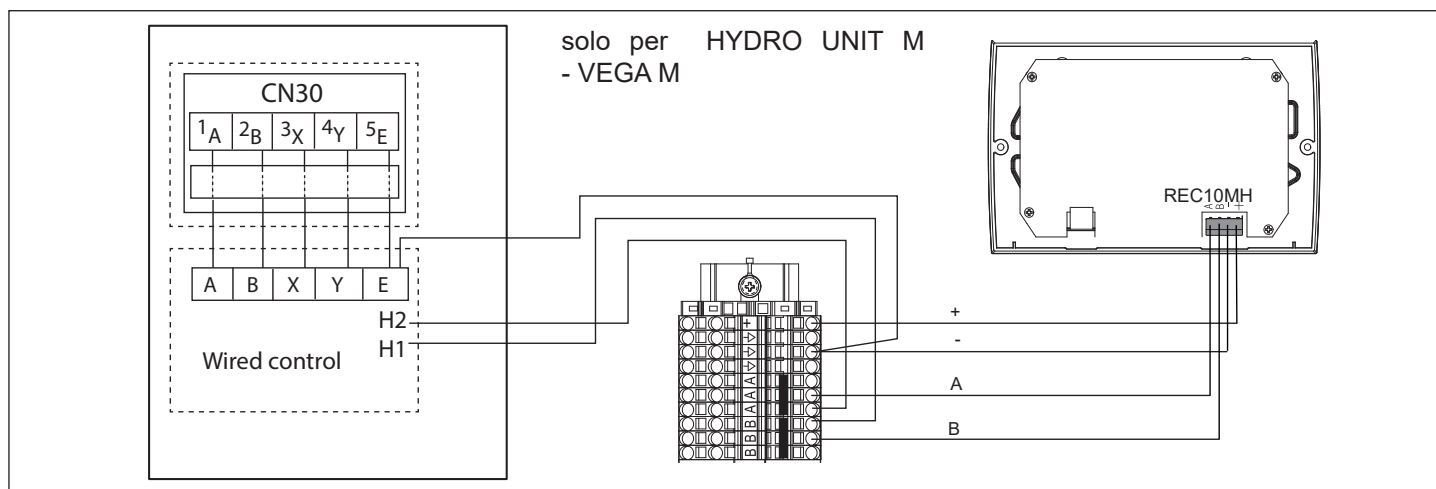 solo per HYDRO UNIT M
- VEGA M
CN30
1A 2B 3X 4Y 5E
A B X Y E
H2
H1
Wired control
REC10MH
A B - +
+
-
A
B
+
A
A
A
B
B
B